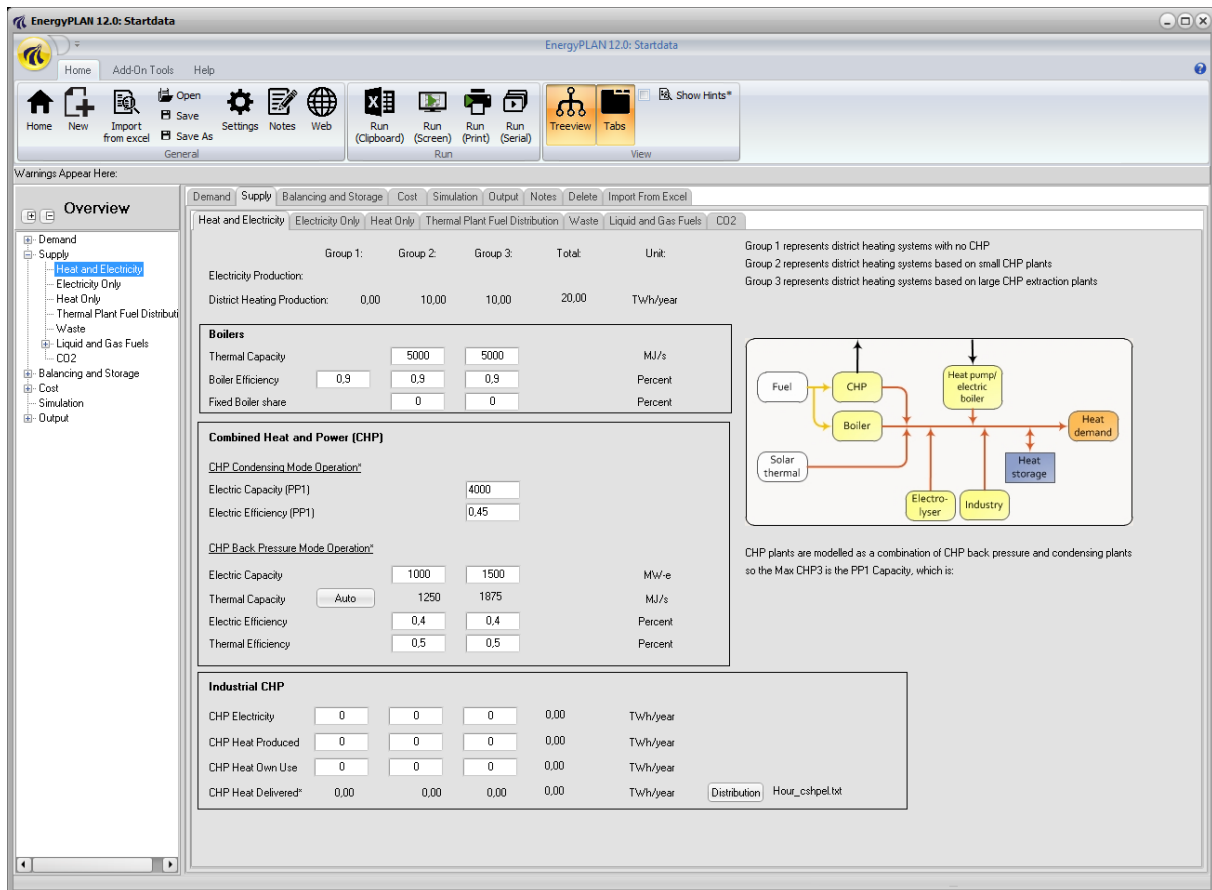 EnergyPLAN 12.0: Startdata
EnergyPLAN 12.0: Startdata
Home Add-On Tools Help
Home New Import from excel Open Save Save As Settings Notes Web Run (Clipboard) Run (Screen) Run (Print) Run (Serial) Treeview Tabs Show Hints*
General Run View
Warnings Appear Here:
Overview
Demand
Supply
Heat and Electricity
Electricity Only
Heat Only
Thermal Plant Fuel Distributi
Waste
Liquid and Gas Fuels
CO2
Balancing and Storage
Cost
Simulation
Output
Demand Supply Balancing and Storage Cost Simulation Output Notes Delete Import From Excel
Heat and Electricity Electricity Only Heat Only Thermal Plant Fuel Distribution Waste Liquid and Gas Fuels CO2
Group 1: Group 2: Group 3: Total: Unit:
Electricity Production:
District Heating Production: 0,00 10,00 10,00 20,00 TWh/year
Boilers
Thermal Capacity 5000 5000 MJ/s
Boiler Efficiency 0,9 0,9 0,9 Percent
Fixed Boiler share 0 0 Percent
Combined Heat and Power (CHP)
CHP Condensing Mode Operation*
Electric Capacity (PP1) 4000
Electric Efficiency (PP1) 0,45
CHP Back Pressure Mode Operation*
Electric Capacity 1000 1500 MW-e
Thermal Capacity Auto 1250 1875 MJ/s
Electric Efficiency 0,4 0,4 Percent
Thermal Efficiency 0,5 0,5 Percent
Industrial CHP
CHP Electricity 0 0 0 0,00 TWh/year
CHP Heat Produced 0 0 0 0,00 TWh/year
CHP Heat Own Use 0 0 0 0,00 TWh/year
CHP Heat Delivered* 0,00 0,00 0,00 0,00 TWh/year Distribution Hour_cshpel.txt
Group 1 represents district heating systems with no CHP
Group 2 represents district heating systems based on small CHP plants
Group 3 represents district heating systems based on large CHP extraction plants
Fuel
CHP
Heat pump/
electric
boiler
Boiler
Heat
demand
Solar
thermal
Heat
storage
Electro-
lyser
Industry
CHP plants are modelled as a combination of CHP back pressure and condensing plants
so the Max CHP3 is the PP1 Capacity, which is: